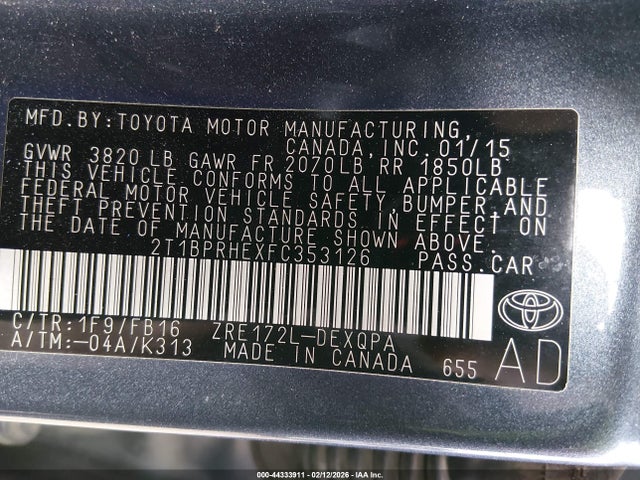 MFD.BY:TOYOTA MOTOR MANUFACTURING,
CANADA,INC. 01/15
GVWR 3820 LB GAWR FR 2070LB RR 1850LB
THIS VEHICLE CONFORMS TO ALL APPLICABLE
FEDERAL MOTOR VEHICLE SAFETY, BUMPER,AND
THEFT PREVENTION STANDARDS IN EFFECT ON
THE DATE OF MANUFACTURE SHOWN ABOVE.
2T1BPRHEXFC353126 PASS.CAR
C/TR:1F9/FB16 ZRE172L-DEXQPA
A/TM:-04A/K313 MADE IN CANADA 655
AD
000-44333911 - 02/12/2026 - IAA Inc.